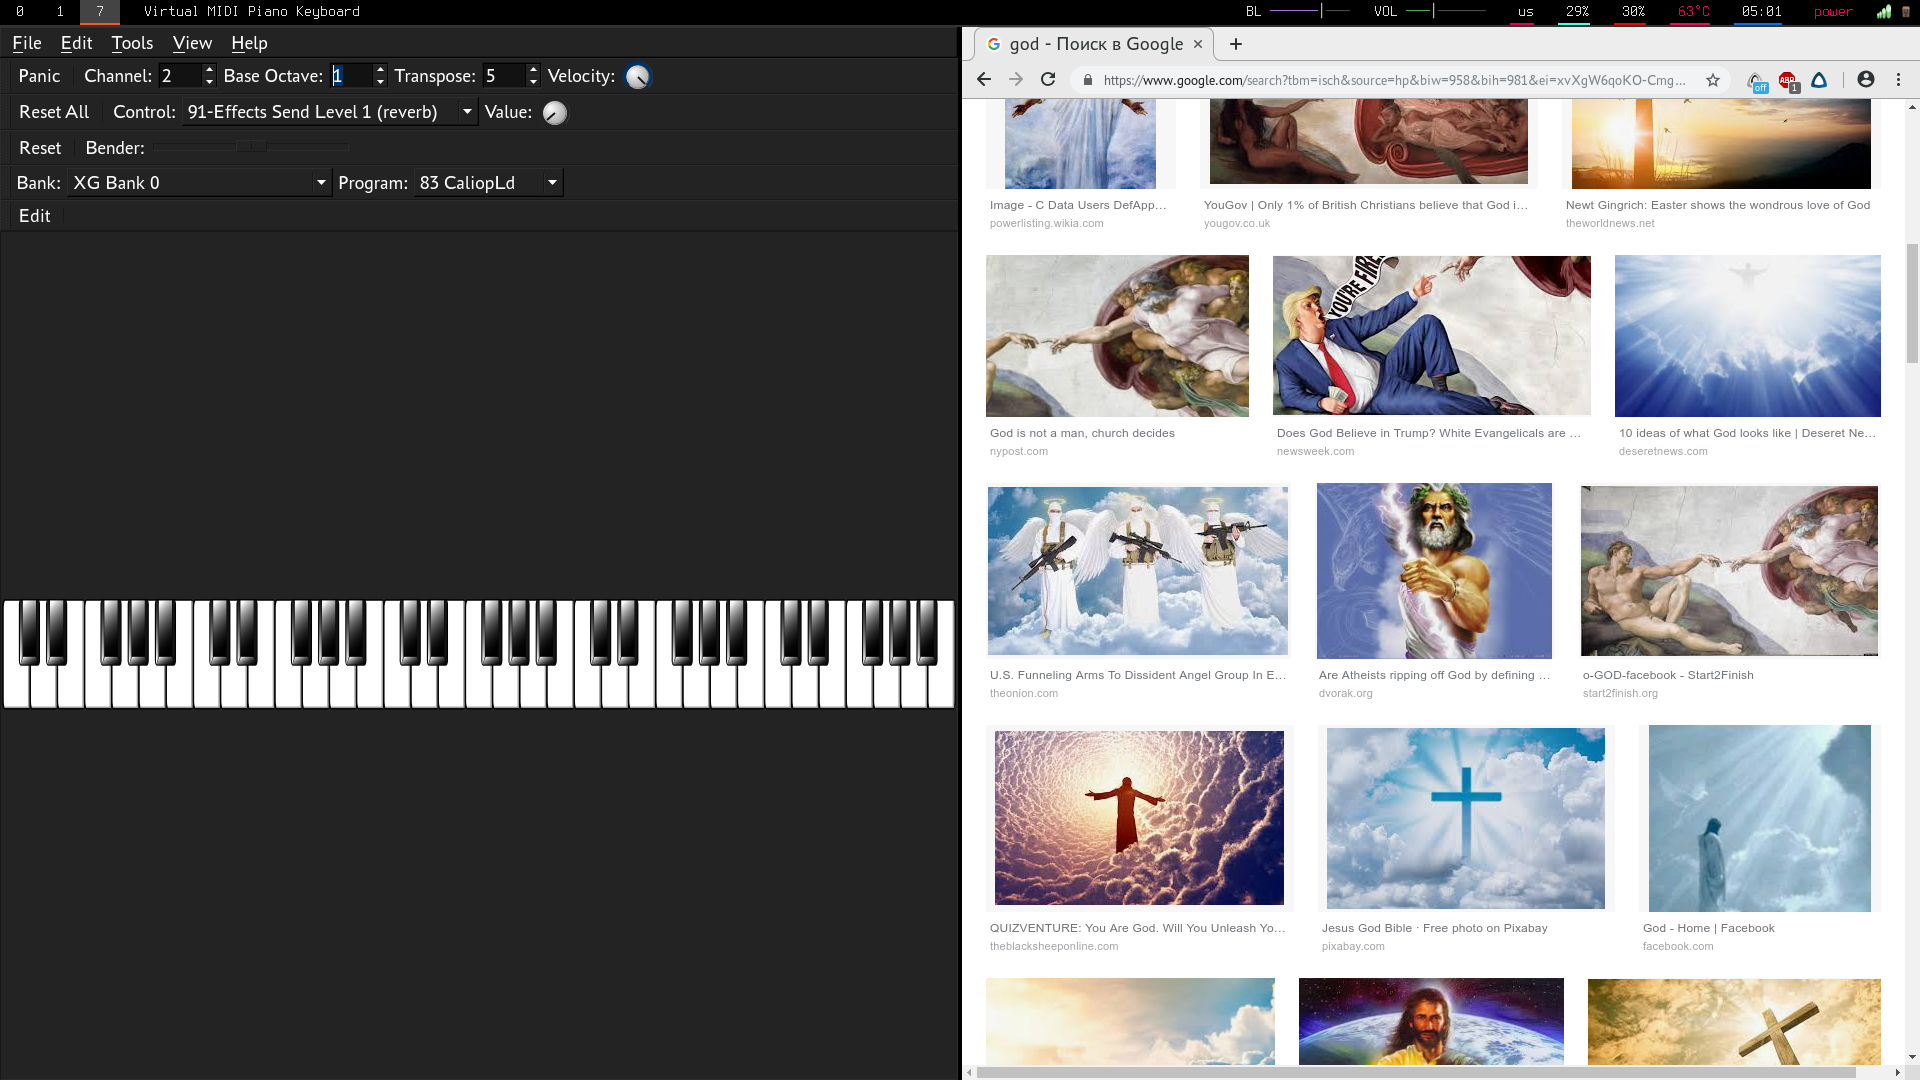 0 1 7 Virtual MIDI Piano Keyboard
BL VOL us 29% 30% 63°C 05:01 power
File Edit Tools View Help
Panic Channel: 2 Base Octave: 1 Transpose: 5 Velocity:
Reset All Control: 91-Effects Send Level 1 (reverb) Value:
Reset Bender:
Bank: XG Bank 0 Program: 83 CaliopLd
Edit
god - Поиск в Google
https://www.google.com/search?tbm=isch&source=hp&biw=958&bih=981&ei=xvXgW6qoKO-Cmg...
off ABP 1
Image - C Data Users DefApp...
powerlisting.wikia.com
YouGov | Only 1% of British Christians believe that God i...
yougov.co.uk
Newt Gingrich: Easter shows the wondrous love of God
theworldnews.net
YOU'RE FIRE
God is not a man, church decides
nypost.com
Does God Believe in Trump? White Evangelicals are ...
newsweek.com
10 ideas of what God looks like | Deseret Ne...
deseretnews.com
U.S. Funneling Arms To Dissident Angel Group In E...
theonion.com
Are Atheists ripping off God by defining ...
dvorak.org
o-GOD-facebook - Start2Finish
start2finish.org
QUIZVENTURE: You Are God. Will You Unleash Yo...
theblacksheeponline.com
Jesus God Bible · Free photo on Pixabay
pixabay.com
God - Home | Facebook
facebook.com